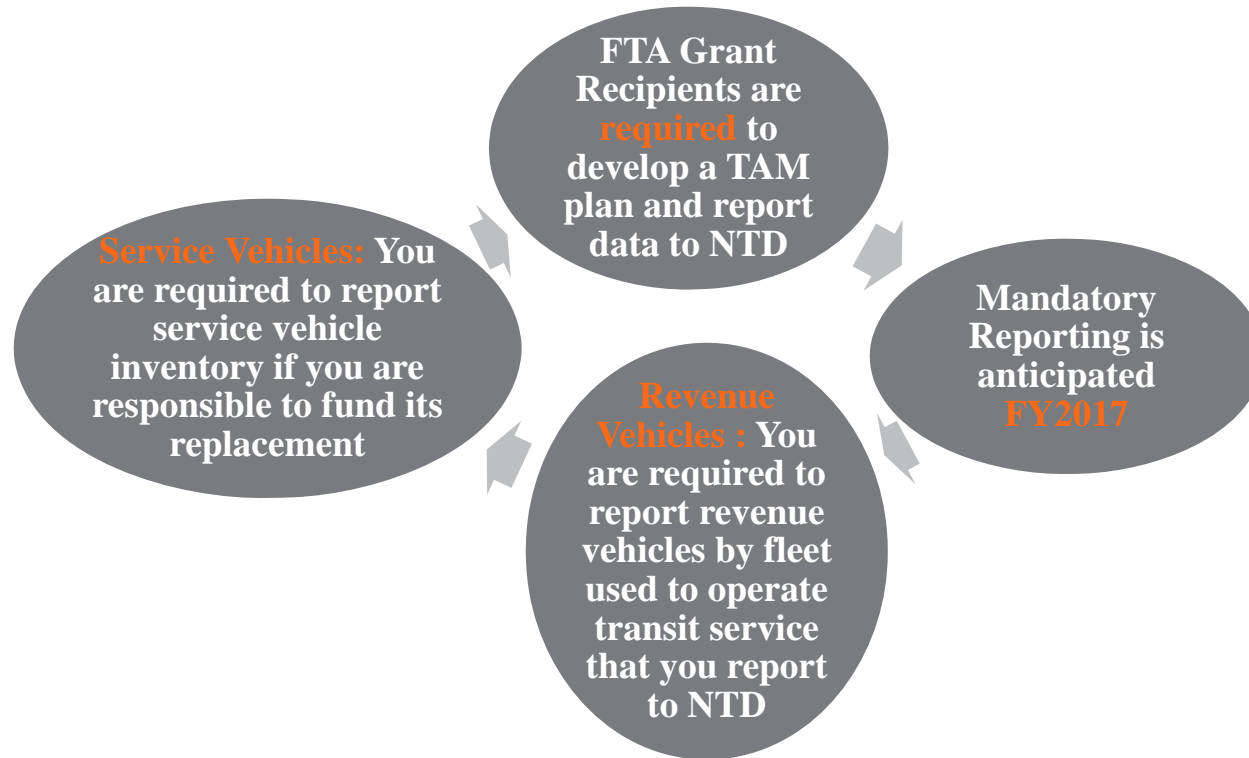 FTA Grant
Recipients are
required to
develop a TAM
plan and report
data to NTD
Mandatory
Reporting is
anticipated
FY2017
Revenue
Vehicles : You
are required to
report revenue
vehicles by fleet
used to operate
transit service
that you report
to NTD
Service Vehicles: You
are required to report
service vehicle
inventory if you are
responsible to fund its
replacement